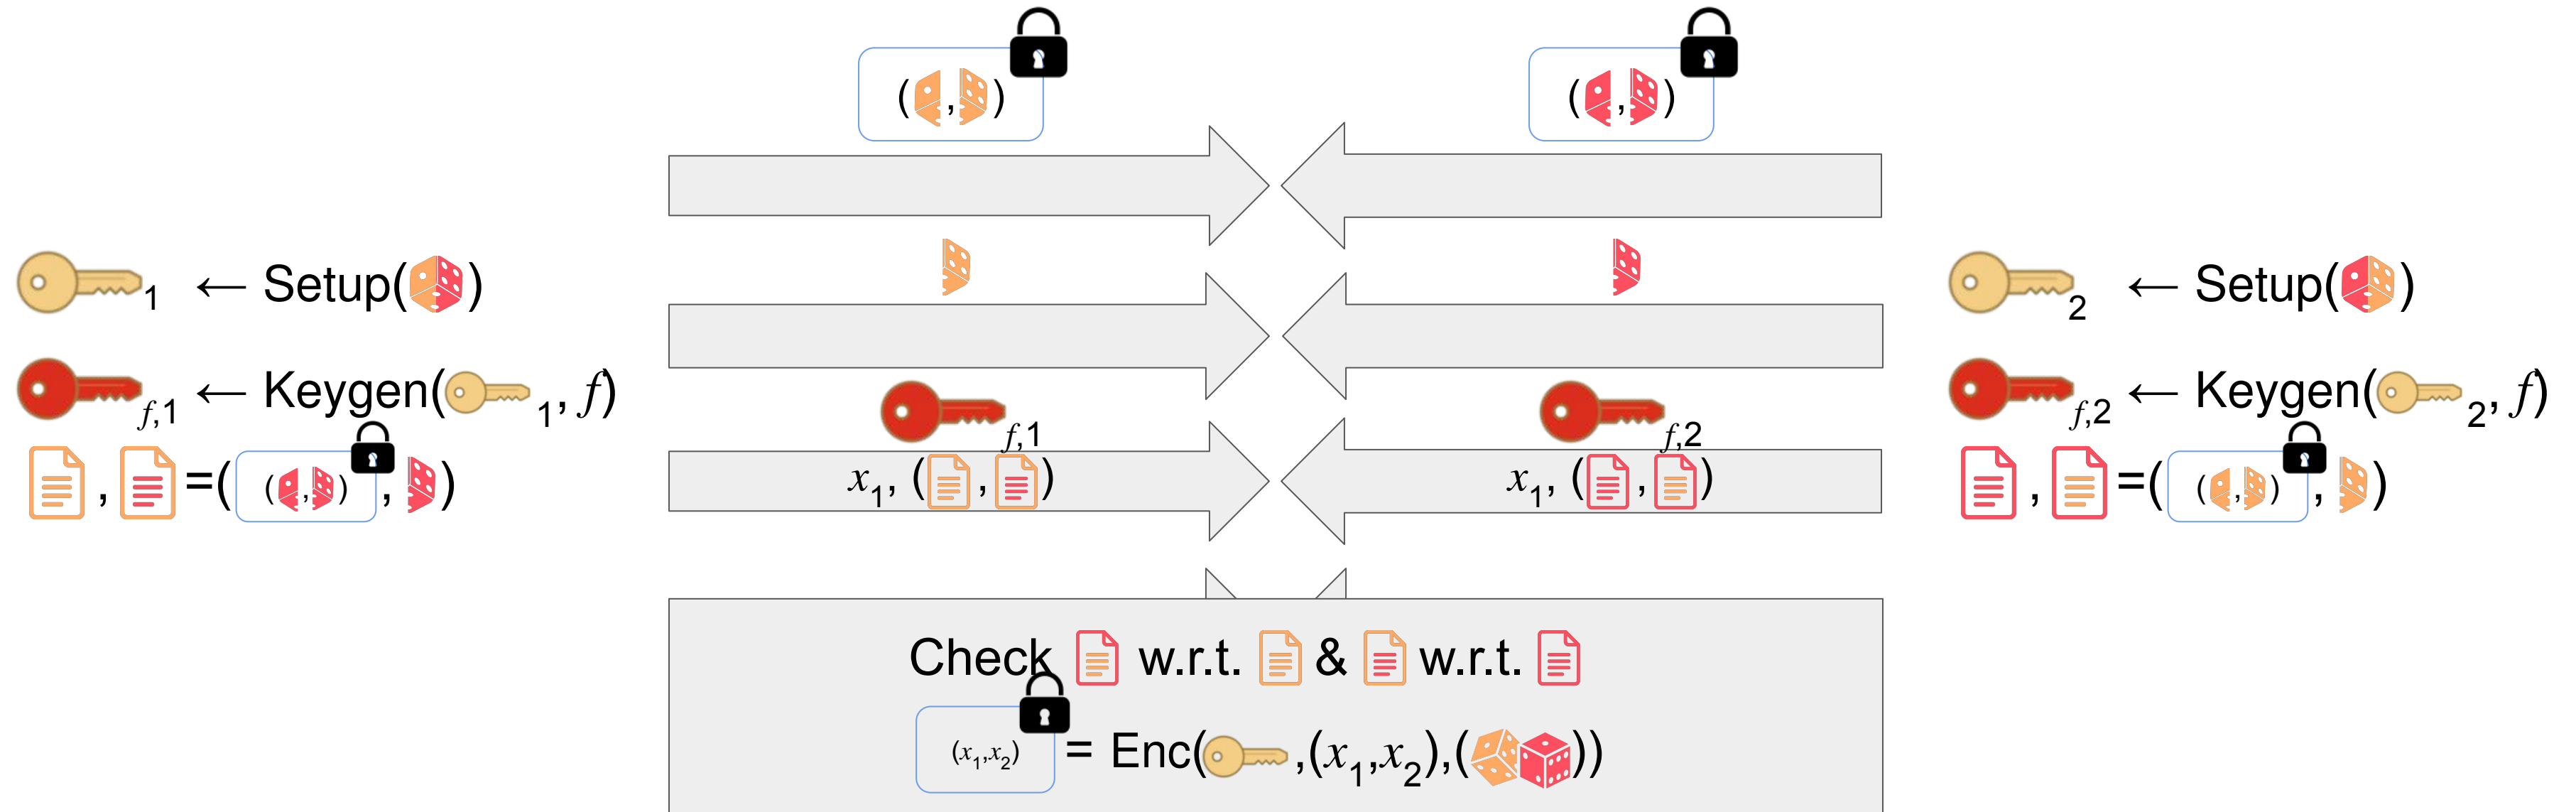 ( , )
( , )
1 ← Setup( )
2 ← Setup( )
f,1 ← Keygen( 1, f)
f,1
f,2
f,2 ← Keygen( 2, f)
, =( ( , ) , )
x1, ( , )
x1, ( , )
, =( ( , ) , )
Check w.r.t. & w.r.t.
(x1,x2) = Enc( ,(x1,x2),( ))